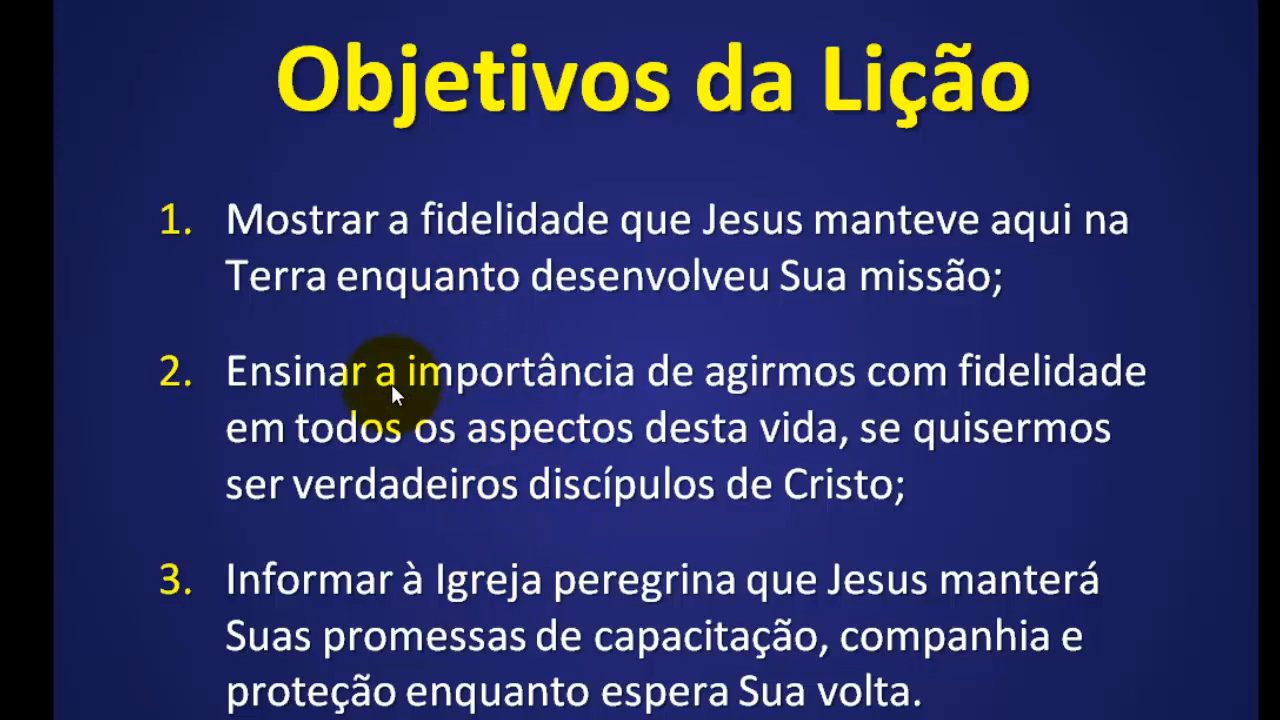 Objetivos da Lição
1. Mostrar a fidelidade que Jesus manteve aqui na
Terra enquanto desenvolveu Sua missão;
2. Ensinar a importância de agirmos com fidelidade
em todos os aspectos desta vida, se quisermos
ser verdadeiros discípulos de Cristo;
3. Informar à Igreja peregrina que Jesus manterá
Suas promessas de capacitação, companhia e
proteção enquanto espera Sua volta.